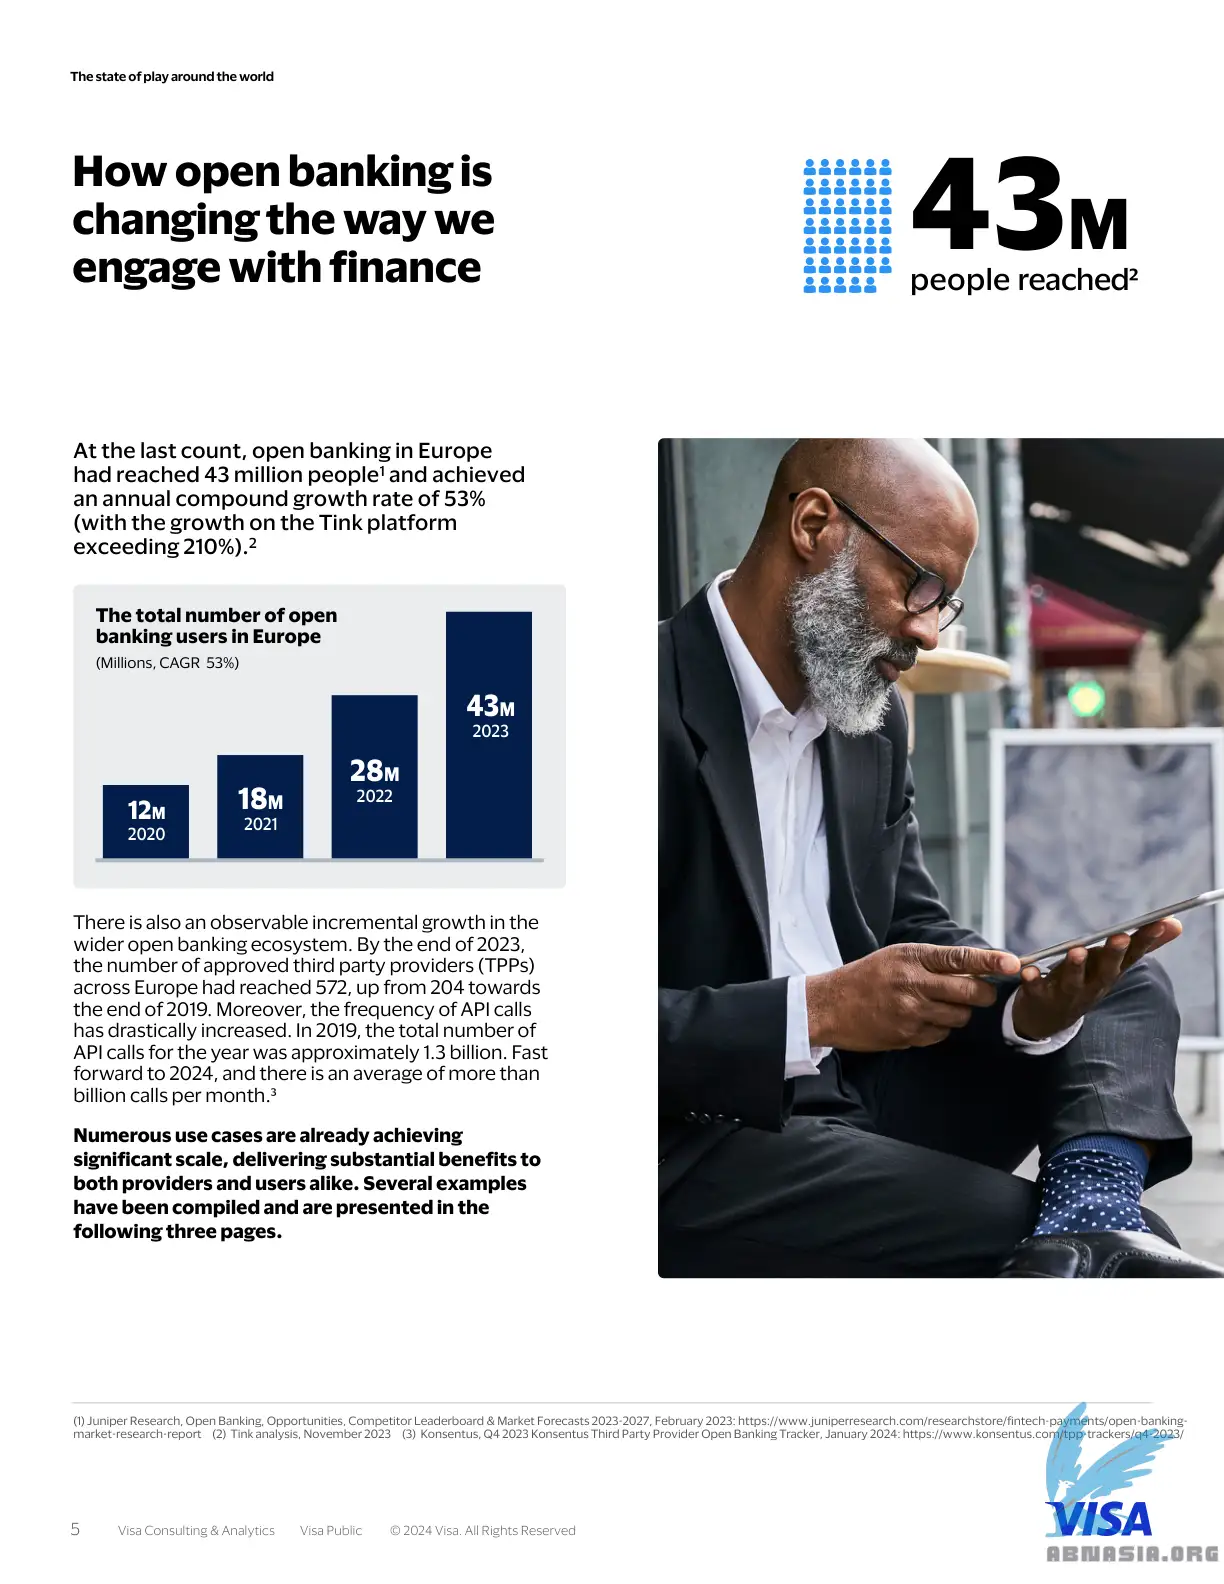 The state of play around the world
How open banking is
changing the way we
engage with finance
43M
people reached²
At the last count, open banking in Europe
had reached 43 million people¹ and achieved
an annual compound growth rate of 53%
(with the growth on the Tink platform
exceeding 210%).²
The total number of open
banking users in Europe
(Millions, CAGR 53%)
12M
2020
18M
2021
28M
2022
43M
2023
There is also an observable incremental growth in the
wider open banking ecosystem. By the end of 2023,
the number of approved third party providers (TPPs)
across Europe had reached 572, up from 204 towards
the end of 2019. Moreover, the frequency of API calls
has drastically increased. In 2019, the total number of
API calls for the year was approximately 1.3 billion. Fast
forward to 2024, and there is an average of more than
billion calls per month.³
Numerous use cases are already achieving
significant scale, delivering substantial benefits to
both providers and users alike. Several examples
have been compiled and are presented in the
following three pages.
(1) Juniper Research, Open Banking, Opportunities, Competitor Leaderboard & Market Forecasts 2023-2027, February 2023: https://www.juniperresearch.com/researchstore/fintech-payments/open-banking-
market-research-report (2) Tink analysis, November 2023 (3) Konsentus, Q4 2023 Konsentus Third Party Provider Open Banking Tracker, January 2024: https://www.konsentus.com/tpp-trackers/q4-2023/
5 Visa Consulting & Analytics Visa Public © 2024 Visa. All Rights Reserved
VISA
ABNASIA.ORG